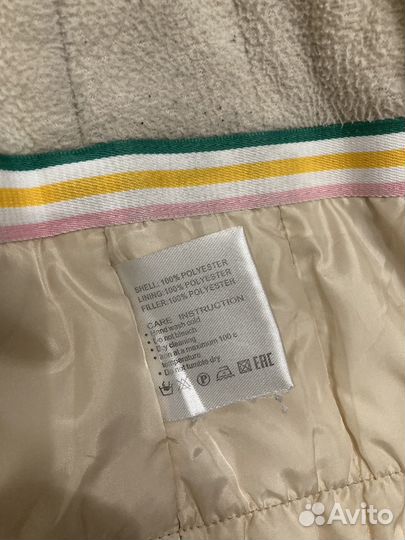 SHELL: 100% POLYESTER
LINING: 100% POLYESTER
FILLER: 100% POLYESTER
CARE INSTRUCTION
• Hand wash cold
• Do not bleach
• Dry cleaning
• Iron at a maximum 100 c
temperature
• Do not tumble dry
P
EAC
Avito